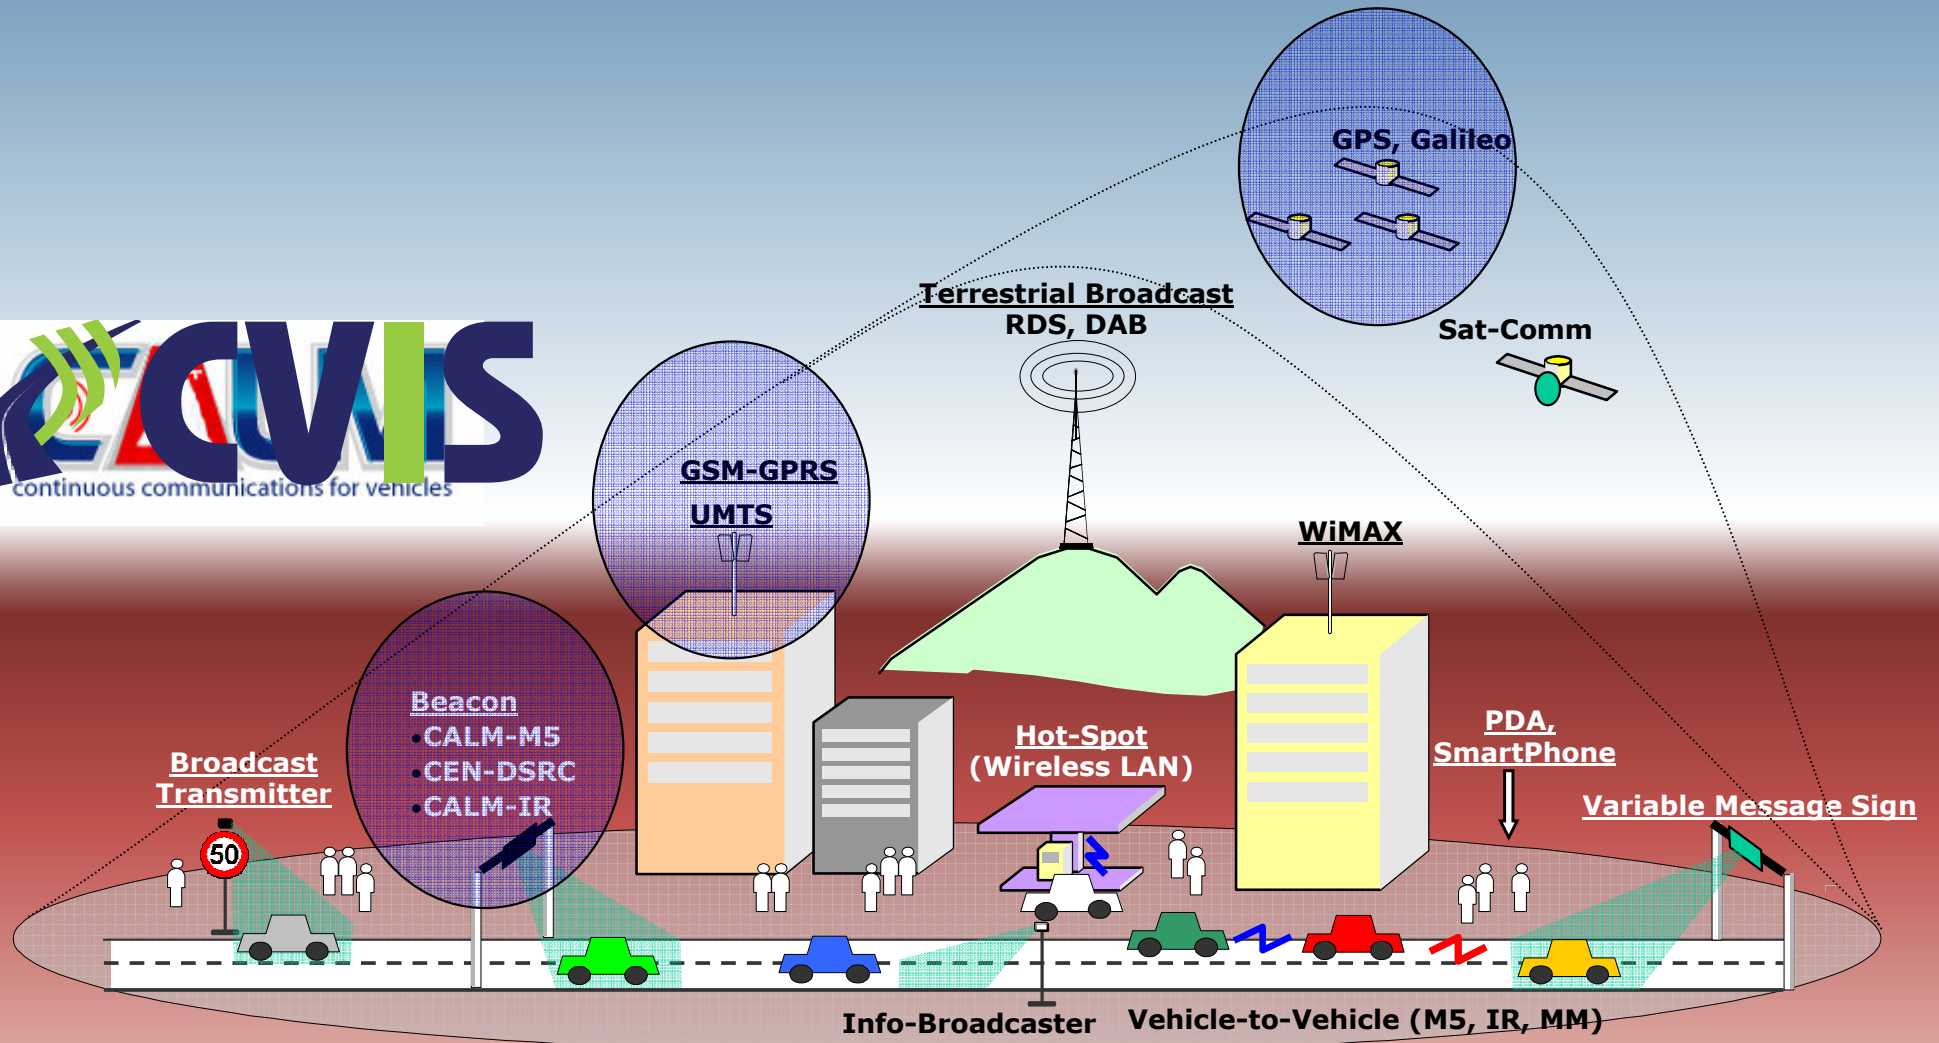 GPS, Galileo
Terrestrial Broadcast
RDS, DAB
Sat-Comm
CVIS
continuous communications for vehicles
GSM-GPRS
UMTS
WiMAX
Beacon
•CALM-M5
•CEN-DSRC
•CALM-IR
Broadcast
Transmitter
Hot-Spot
(Wireless LAN)
PDA,
SmartPhone
Variable Message Sign
50
Info-Broadcaster
Vehicle-to-Vehicle (M5, IR, MM)